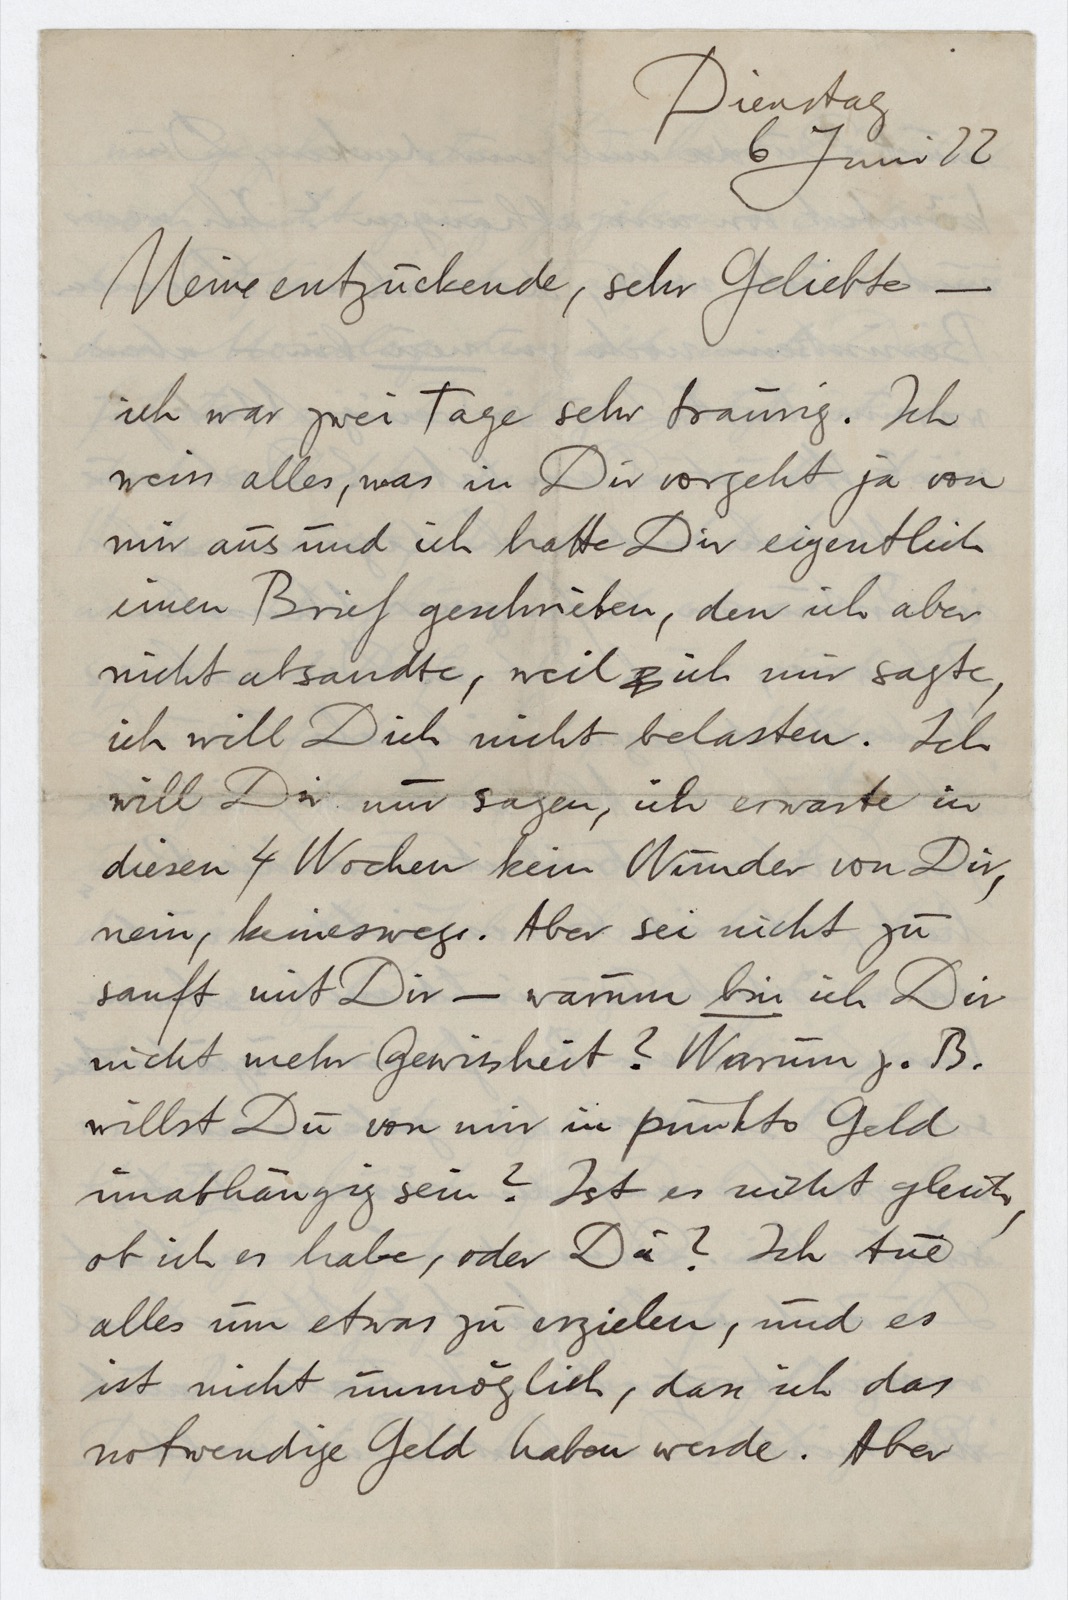 Dienstag
6 Juni 22
Meine entzückende, sehr Geliebte —
ich war zwei Tage sehr traurig. Ich
weiss alles, was in Dir vorgeht ja von
mir aus und ich hatte Dir eigentlich
einen Brief geschrieben, den ich aber
nicht absandte, weil ich mir sagte,
ich will Dich nicht belasten. Ich
will Dir nur sagen, ich erwarte in
diesen 4 Wochen kein Wunder von Dir,
nein, keineswegs. Aber sei nicht zu
sanft mit Dir — warum bin ich Dir
nicht mehr Gewissheit? Warum z. B.
willst Du von mir in punkto Geld
unabhängig sein? Ist es nicht gleich,
ob ich es habe, oder Du? Ich tue
alles um etwas zu erzielen, und es
ist nicht unmöglich, dass ich das
notwendige Geld haben werde. Aber